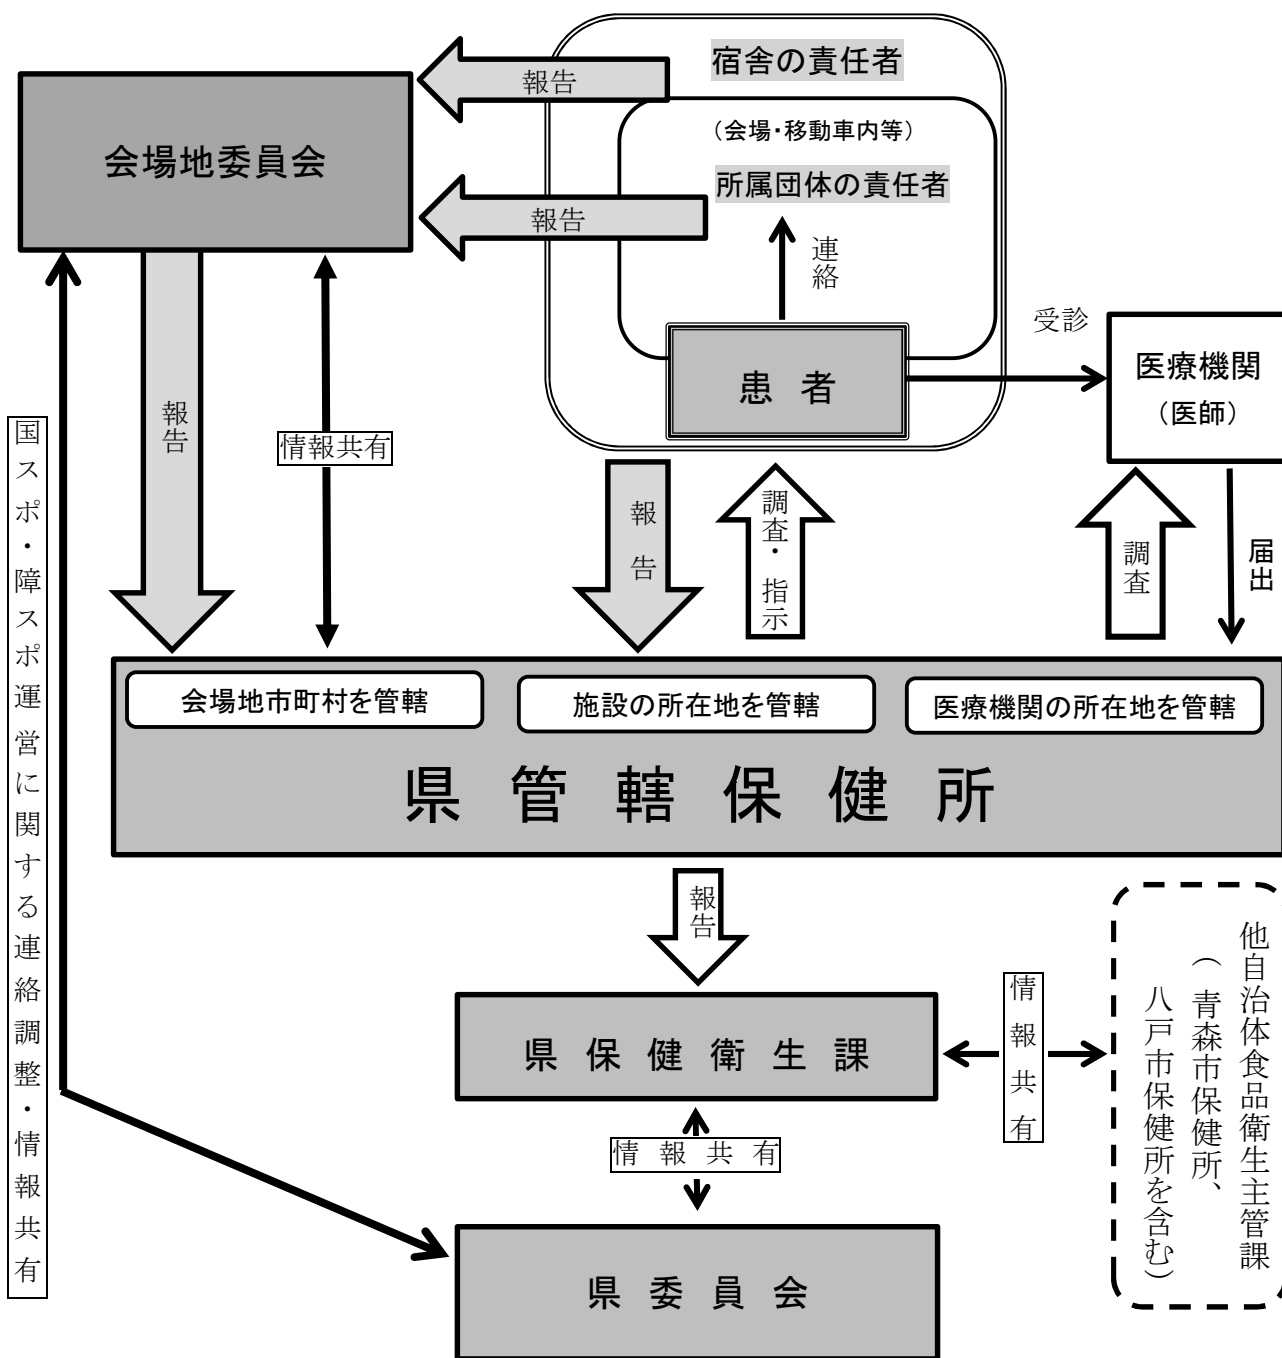 宿舎の責任者
報告
(会場・移動車内等)
会場地委員会
所属団体の責任者
報告
連絡
受診
医療機関
(医師)
患者
報告
情報共有
報告
調査・指示
調査
届出
国スポ・障スポ運営に関する連絡調整・情報共有
会場地市町村を管轄
施設の所在地を管轄
医療機関の所在地を管轄
県管轄保健所
報告
他自治体食品衛生主管課
(青森市保健所、
八戸市保健所を含む)
情報共有
県保健衛生課
情報共有
県委員会